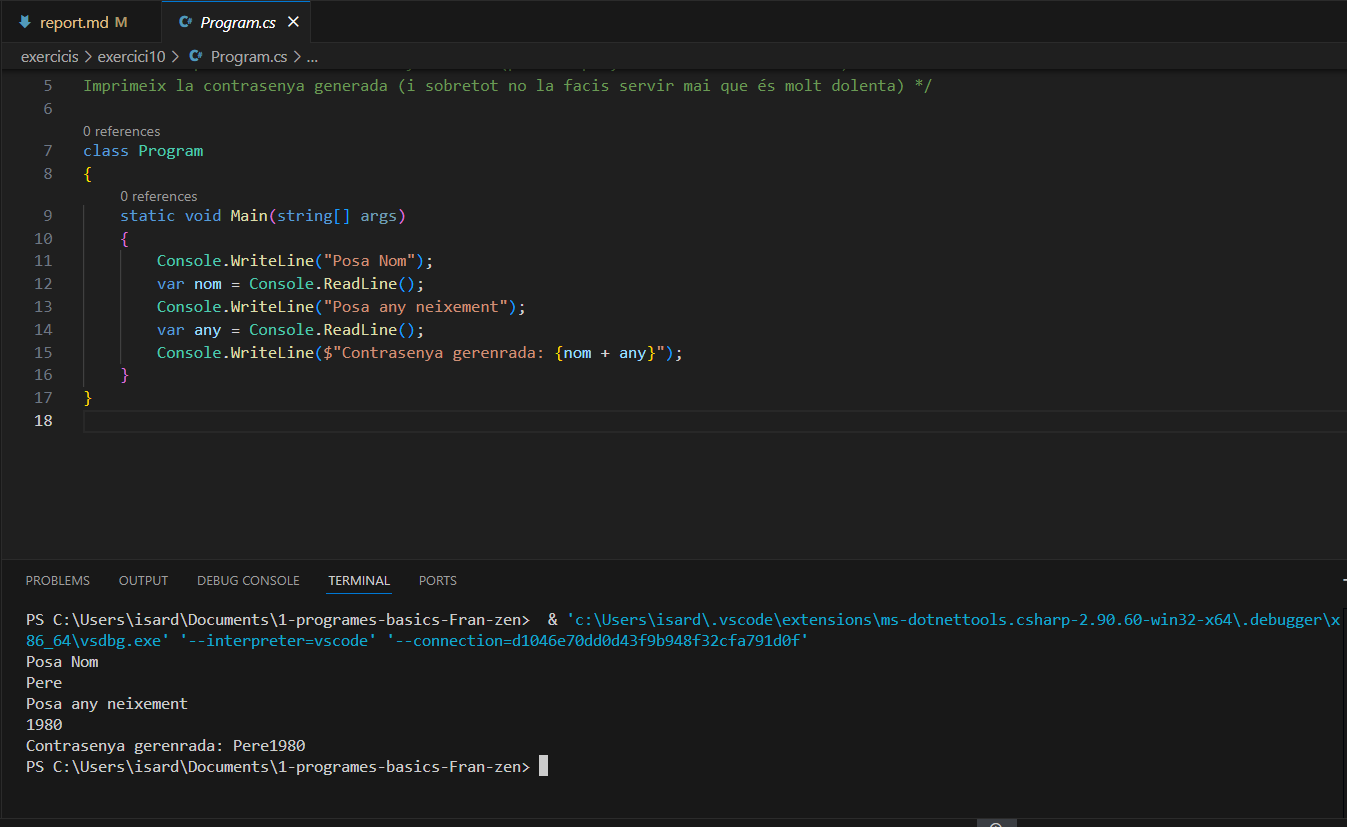 report.md M
C# Program.cs
exercicis > exercici10 > C# Program.cs > ...
5 Imprimeix la contrasenya generada (i sobretot no la facis servir mai que és molt dolenta) */
6
0 references
7 class Program
8 {
0 references
9 static void Main(string[] args)
10 {
11 Console.WriteLine("Posa Nom");
12 var nom = Console.ReadLine();
13 Console.WriteLine("Posa any neixement");
14 var any = Console.ReadLine();
15 Console.WriteLine($"Contrasenya gerenrada: {nom + any}");
16 }
17 }
18
PROBLEMS OUTPUT DEBUG CONSOLE TERMINAL PORTS
PS C:\Users\isard\Documents\1-programes-basics-Fran-zen> & 'c:\Users\isard\.vscode\extensions\ms-dotnettools.csharp-2.90.60-win32-x64\.debugger\x
86_64\vsdbg.exe' '--interpreter=vscode' '--connection=d1046e70dd0d43f9b948f32cfa791d0f'
Posa Nom
Pere
Posa any neixement
1980
Contrasenya gerenrada: Pere1980
PS C:\Users\isard\Documents\1-programes-basics-Fran-zen>